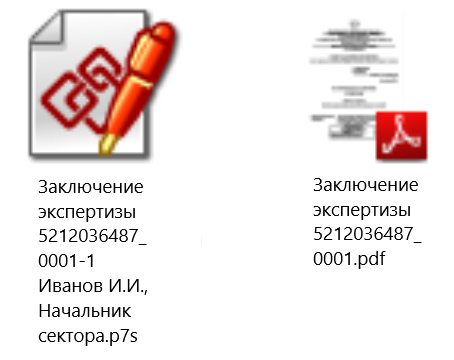 Заключение
экспертизы
5212036487_
0001-1
Иванов И.И.,
Начальник
сектора.p7s
Заключение
экспертизы
5212036487_
0001.pdf